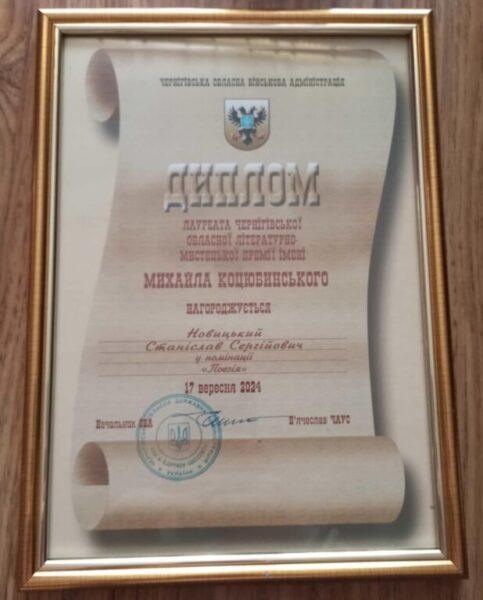 ЧЕРНІГІВСЬКА ОБЛАСНА ВІЙСЬКОВА АДМІНІСТРАЦІЯ
ДИПЛОМ
ЛАУРЕАТА ЧЕРНІГІВСЬКОЇ
ОБЛАСНОЇ ЛІТЕРАТУРНО-
МИСТЕЦЬКОЇ ПРЕМІЇ ІМЕНІ
МИХАЙЛА КОЦЮБИНСЬКОГО
НАГОРОДЖУЄТЬСЯ
Новицький
Станіслав Сергійович
у номінації
«Поезія»
17 вересня 2024
Начальник ОВА
В'ячеслав ЧАУС
УКРАЇНА